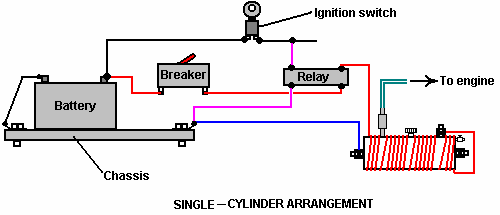 Ignition switch
Breaker
Relay
To engine
Battery
Chassis
SINGLE – CYLINDER ARRANGEMENT